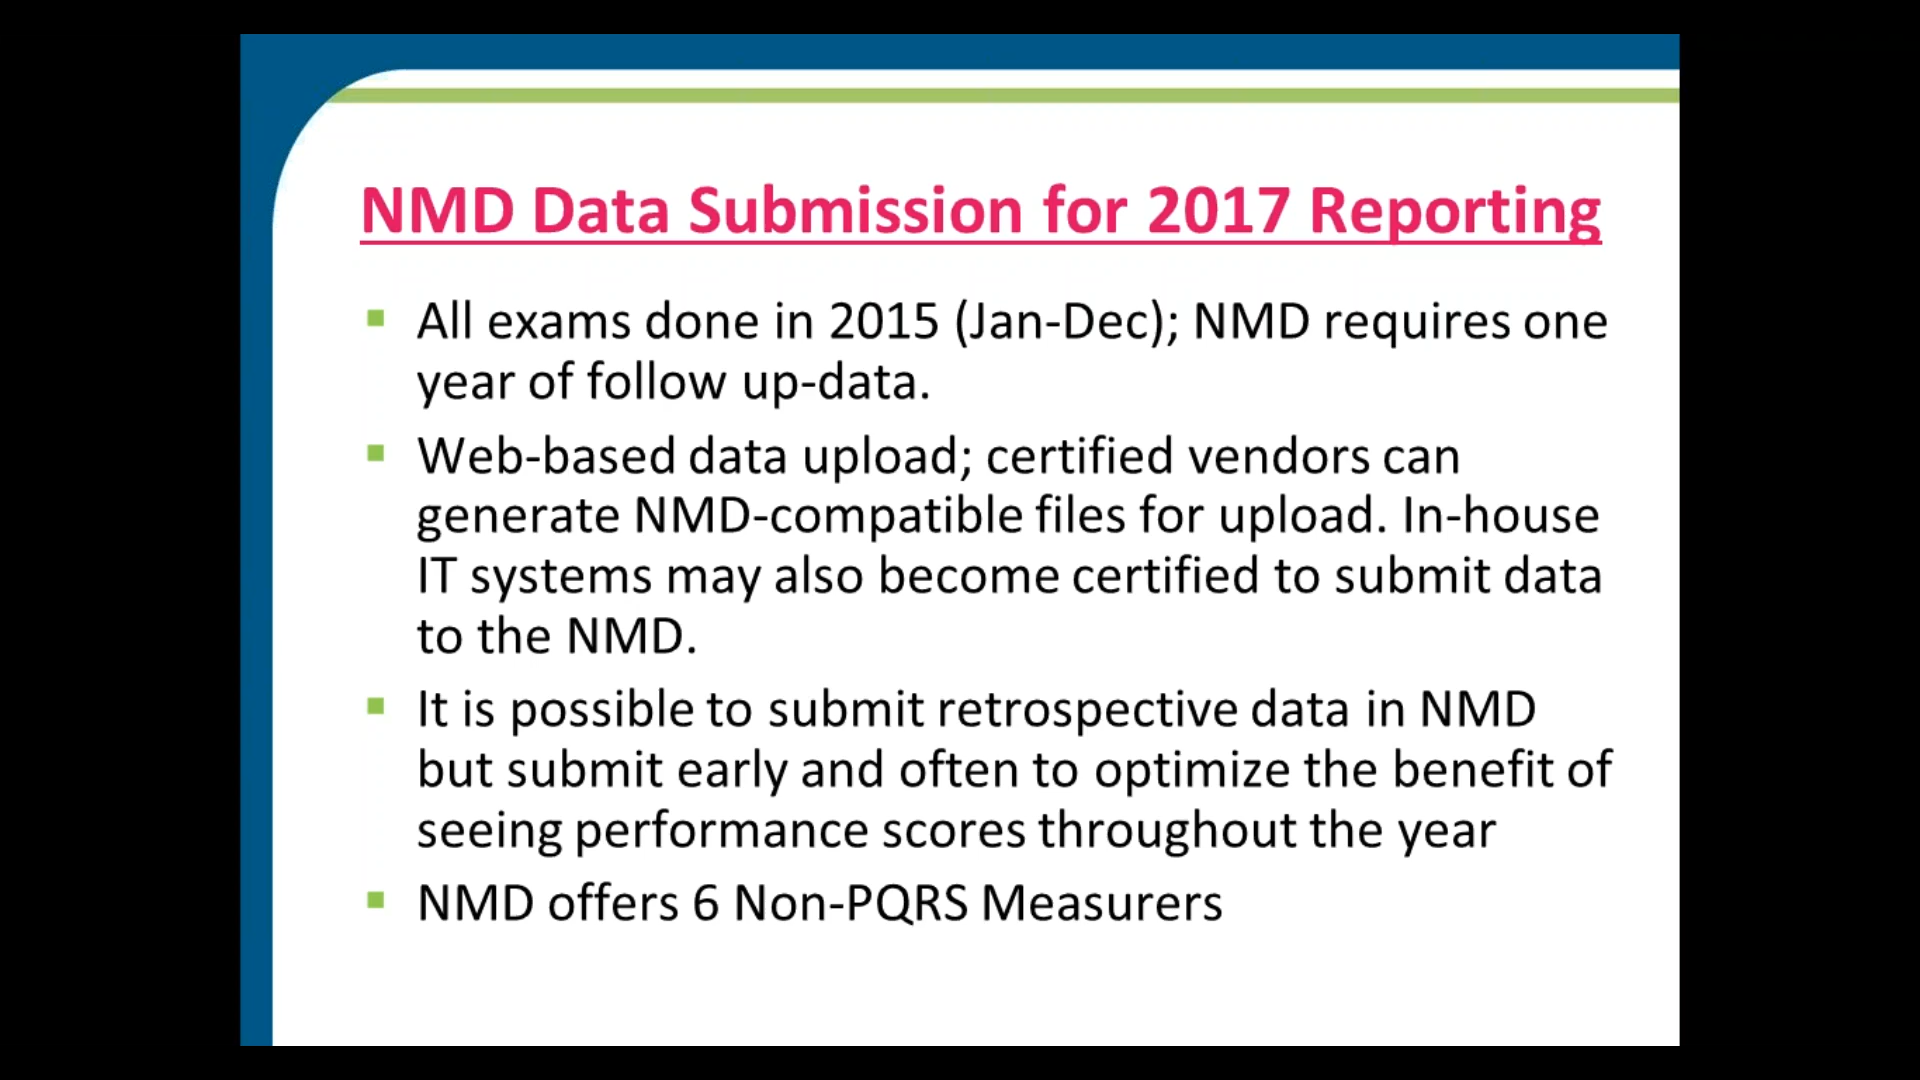 NMD Data Submission for 2017 Reporting
All exams done in 2015 (Jan-Dec); NMD requires one
year of follow up-data.
Web-based data upload; certified vendors can
generate NMD-compatible files for upload. In-house
IT systems may also become certified to submit data
to the NMD.
It is possible to submit retrospective data in NMD
but submit early and often to optimize the benefit of
seeing performance scores throughout the year
NMD offers 6 Non-PQRS Measurers